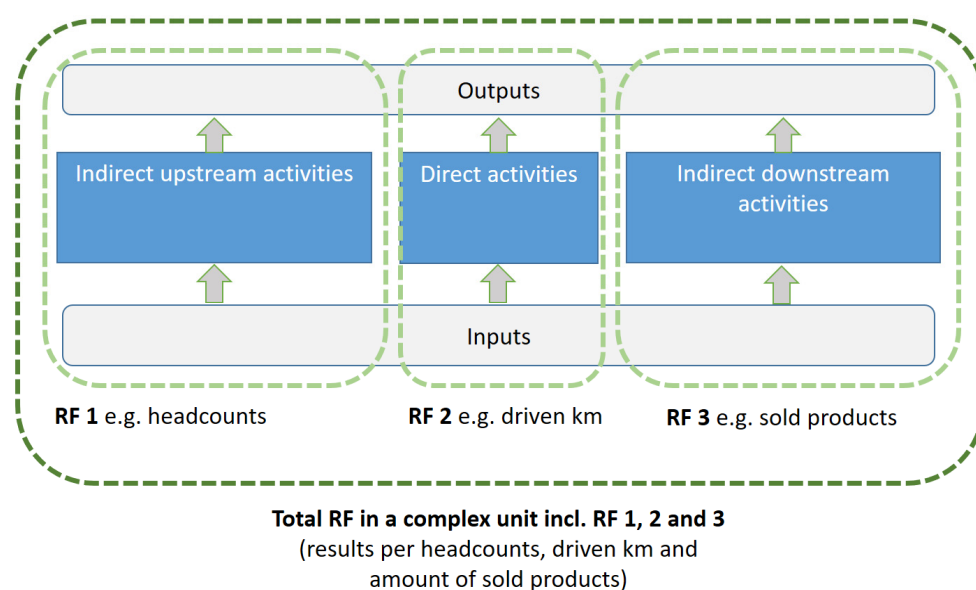 Outputs
Indirect upstream activities
Direct activities
Indirect downstream
activities
Inputs
RF 1 e.g. headcounts
RF 2 e.g. driven km
RF 3 e.g. sold products
Total RF in a complex unit incl. RF 1, 2 and 3
(results per headcounts, driven km and
amount of sold products)